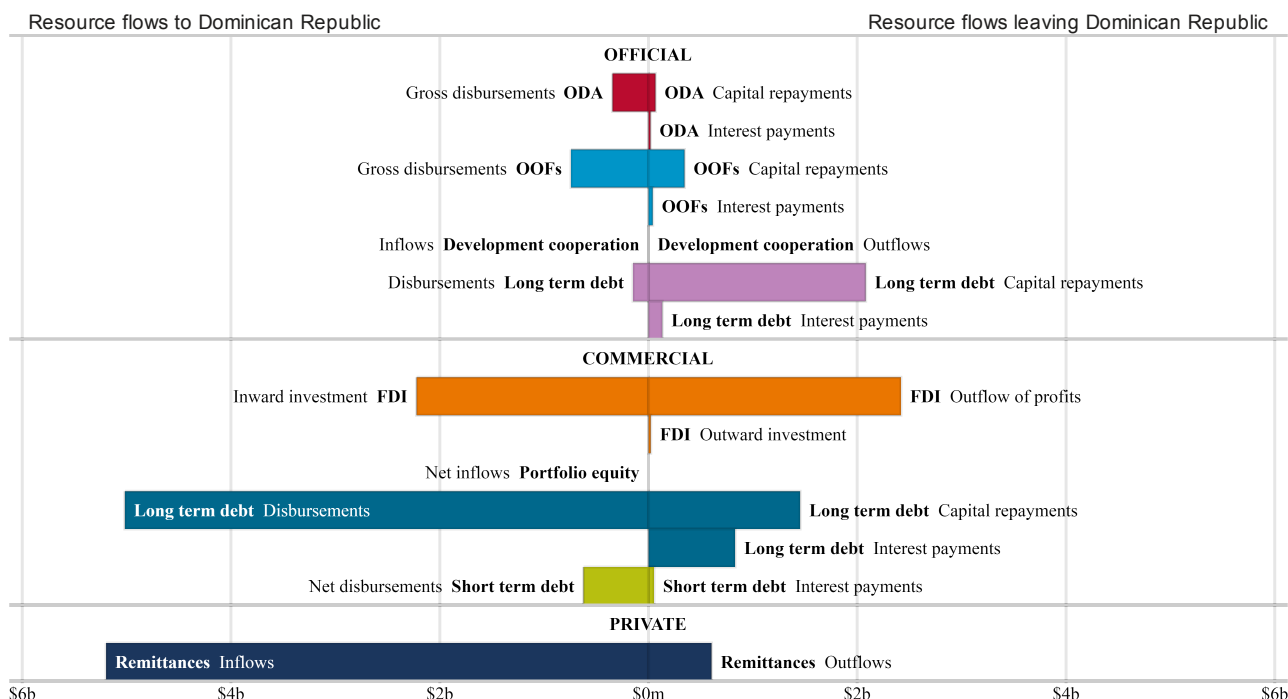 Resource flows to Dominican Republic Resource flows leaving Dominican Republic
OFFICIAL
Gross disbursements ODA ODA Capital repayments
ODA Interest payments
Gross disbursements OOFs OOFs Capital repayments
OOFs Interest payments
Inflows Development cooperation Development cooperation Outflows
Disbursements Long term debt Long term debt Capital repayments
Long term debt Interest payments
COMMERCIAL
Inward investment FDI FDI Outflow of profits
FDI Outward investment
Net inflows Portfolio equity
Long term debt Disbursements Long term debt Capital repayments
Long term debt Interest payments
Net disbursements Short term debt Short term debt Interest payments
PRIVATE
Remittances Inflows Remittances Outflows
$6b $4b $2b $0m $2b $4b $6b